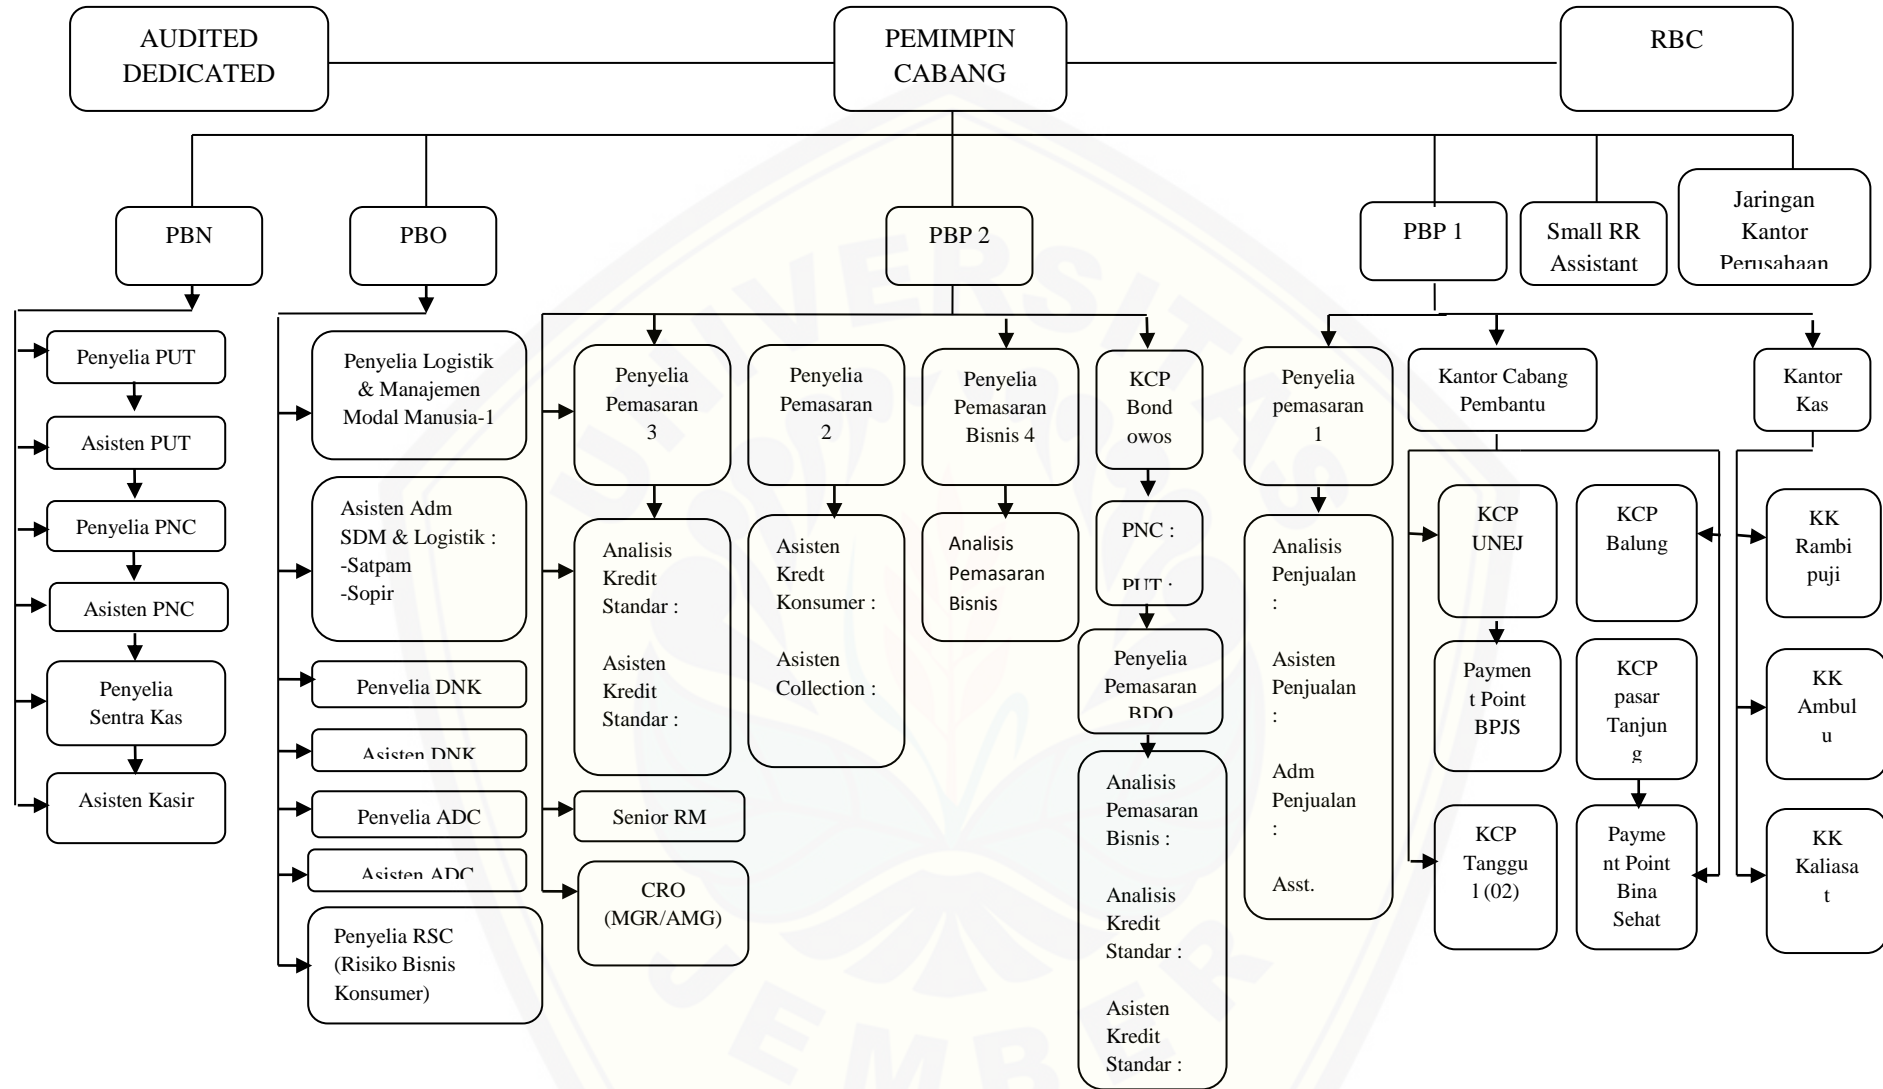 AUDITED
DEDICATED
PEMIMPIN
CABANG
RBC
PBN
PBO
PBP 2
PBP 1
Small RR
Assistant
Jaringan
Kantor
Perusahaan
Penyelia PUT
Asisten PUT
Penyelia PNC
Asisten PNC
Penyelia
Sentra Kas
Asisten Kasir
Penyelia Logistik
& Manajemen
Modal Manusia-1
Asisten Adm
SDM & Logistik :
-Satpam
-Sopir
Penyelia DNK
Asisten DNK
Penyelia ADC
Asisten ADC
Penyelia RSC
(Risiko Bisnis
Konsumer)
Penyelia
Pemasaran
3
Analisis
Kredit
Standar :
Asisten
Kredit
Standar :
Senior RM
CRO
(MGR/AMG)
Penyelia
Pemasaran
2
Asisten
Kredt
Konsumer :
Asisten
Collection :
Penyelia
Pemasaran
Bisnis 4
Analisis
Pemasaran
Bisnis
KCP
Bond
owos
PNC :
PUT :
Penyelia
Pemasaran
BDO
Analisis
Pemasaran
Bisnis :
Analisis
Kredit
Standar :
Asisten
Kredit
Standar :
Penyelia
pemasaran
1
Analisis
Penjualan
:
Asisten
Penjualan
:
Adm
Penjualan
:
Asst.
Kantor Cabang
Pembantu
KCP
UNEJ
Paymen
t Point
BPJS
KCP
Tanggu
l (02)
KCP
Balung
KCP
pasar
Tanjun
g
Payme
nt Point
Bina
Sehat
Kantor
Kas
KK
Rambi
puji
KK
Ambul
u
KK
Kaliasa
t
UNIVERSITAS
JEMBER